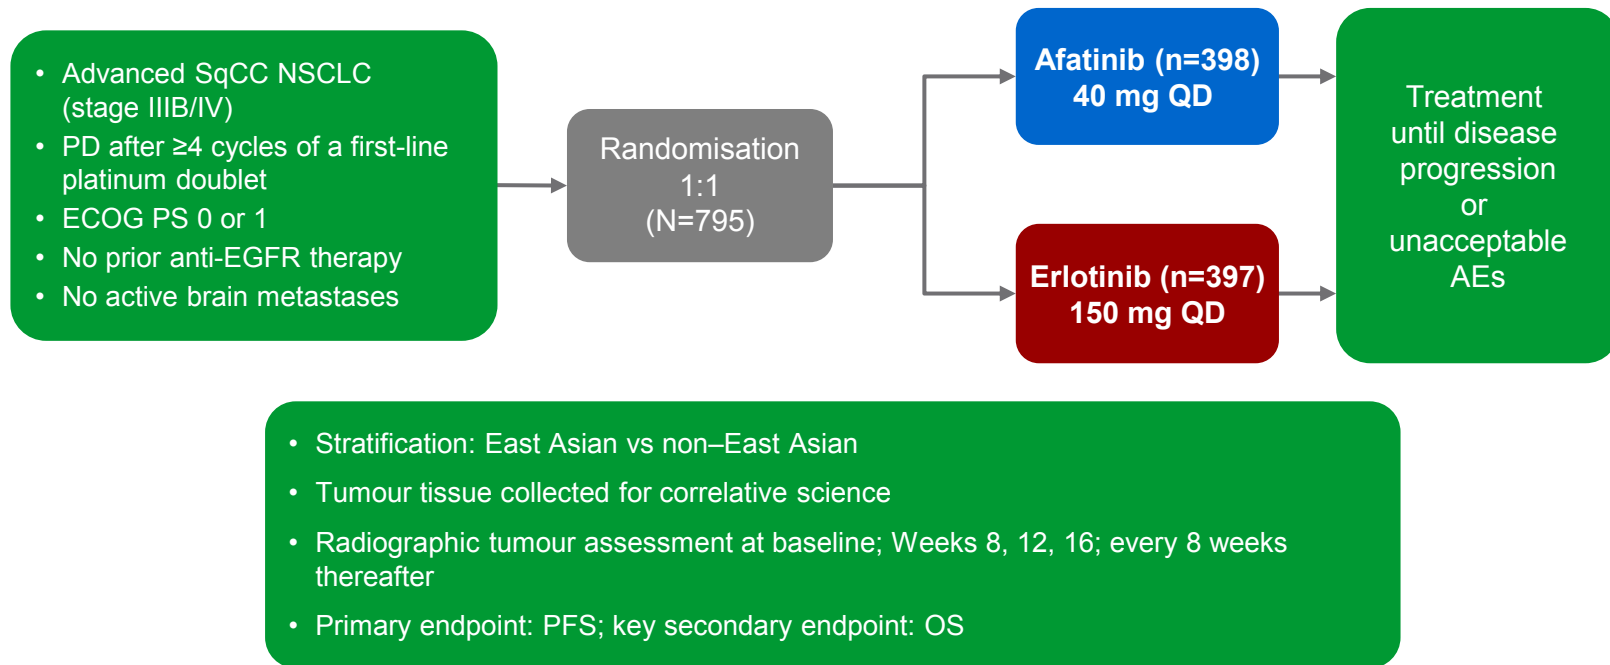 • Advanced SqCC NSCLC
(stage IIIB/IV)
• PD after ≥4 cycles of a first-line
platinum doublet
• ECOG PS 0 or 1
• No prior anti-EGFR therapy
• No active brain metastases
Randomisation
1:1
(N=795)
Afatinib (n=398)
40 mg QD
Erlotinib (n=397)
150 mg QD
Treatment
until disease
progression
or
unacceptable
AEs
• Stratification: East Asian vs non–East Asian
• Tumour tissue collected for correlative science
• Radiographic tumour assessment at baseline; Weeks 8, 12, 16; every 8 weeks
thereafter
• Primary endpoint: PFS; key secondary endpoint: OS